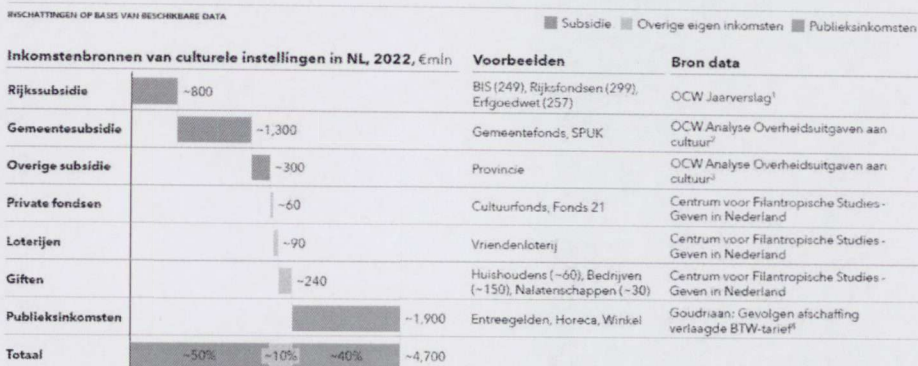 INSCHATTINGEN OP BASIS VAN BESCHIKBARE DATA
Subsidie Overige eigen inkomsten Publieksinkomsten
Inkomstenbronnen van culturele instellingen in NL, 2022, €mln Voorbeelden Bron data
Rijkssubsidie ~800 BIS (249), Rijksfondsen (299), Erfgoedwet (257) OCW Jaarverslag¹
Gemeentesubsidie ~1,300 Gemeentefonds, SPUK OCW Analyse Overheidsuitgaven aan cultuur²
Overige subsidie ~300 Provincie OCW Analyse Overheidsuitgaven aan cultuur³
Private fondsen ~60 Cultuurfonds, Fonds 21 Centrum voor Filantropische Studies - Geven in Nederland
Loterijen ~90 Vriendenloterij Centrum voor Filantropische Studies - Geven in Nederland
Giften ~240 Huishoudens (~60), Bedrijven (~150), Nalatenschappen (~30) Centrum voor Filantropische Studies - Geven in Nederland
Publieksinkomsten ~1,900 Entreegelden, Horeca, Winkel Goudriaan: Gevolgen afschaffing verlaagde BTW-tarief⁴
Totaal ~50% ~10% ~40% ~4,700